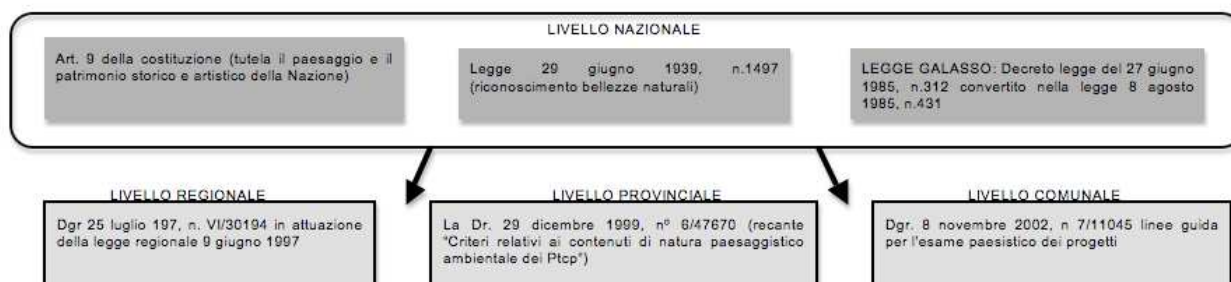 LIVELLO NAZIONALE
Art. 9 della costituzione (tutela il paesaggio e il
patrimonio storico e artistico della Nazione)
Legge 29 giugno 1939, n.1497
(riconoscimento bellezze naturali)
LEGGE GALASSO: Decreto legge del 27 giugno
1985, n.312 convertito nella legge 8 agosto
1985, n.431
LIVELLO REGIONALE
Dgr 25 luglio 197, n. VI/30194 in attuazione
della legge regionale 9 giugno 1997
LIVELLO PROVINCIALE
La Dr. 29 dicembre 1999, nº 6/47670 (recante
"Criteri relativi ai contenuti di natura paesaggistico
ambientale dei Ptcp")
LIVELLO COMUNALE
Dgr. 8 novembre 2002, n 7/11045 linee guida
per l'esame paesistico dei progetti